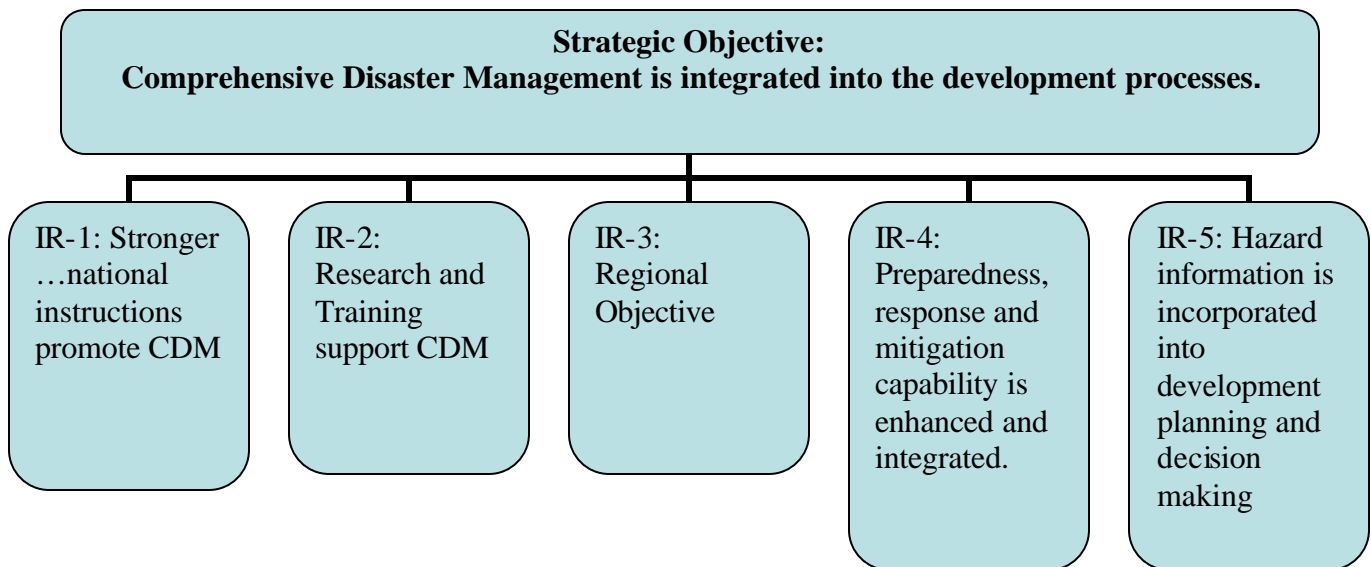 Strategic Objective:
Comprehensive Disaster Management is integrated into the development processes.
IR-1: Stronger
…national
instructions
promote CDM
IR-2:
Research and
Training
support CDM
IR-3:
Regional
Objective
IR-4:
Preparedness,
response and
mitigation
capability is
enhanced and
integrated.
IR-5: Hazard
information is
incorporated
into
development
planning and
decision
making